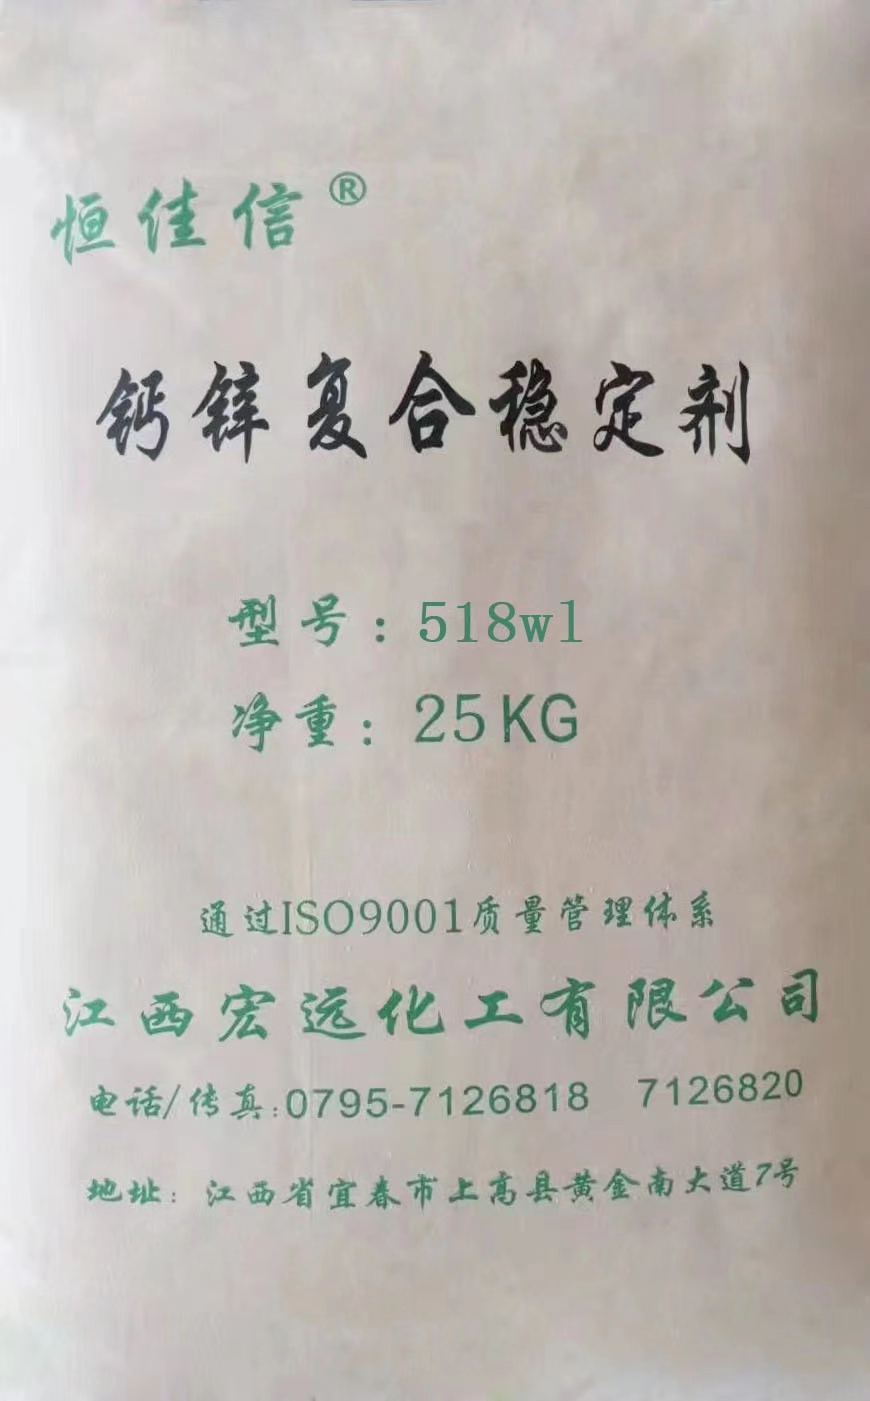 恒佳信®
钙锌复合稳定剂
型号：518wl
净重：25KG
通过ISO9001质量管理体系
江西宏远化工有限公司
电话/传真:0795-7126818 7126820
地址：江西省宜春市上高县黄金南大道7号